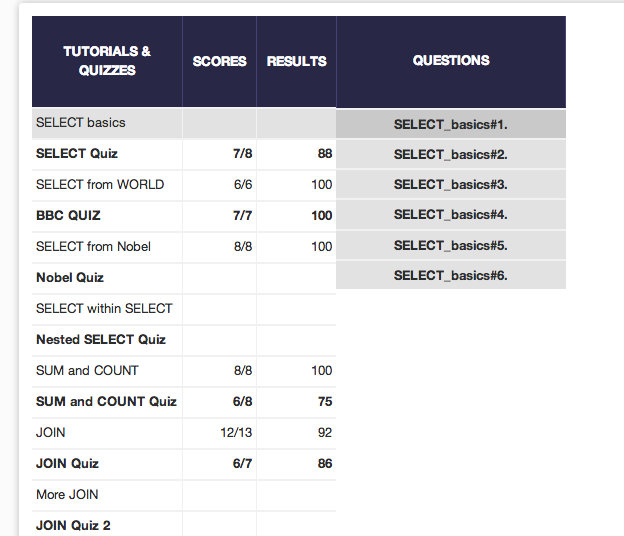 TUTORIALS &
QUIZZES
SCORES
RESULTS
QUESTIONS
SELECT basics
SELECT_basics#1.
SELECT Quiz 7/8 88
SELECT_basics#2.
SELECT from WORLD 6/6 100
SELECT_basics#3.
BBC QUIZ 7/7 100
SELECT_basics#4.
SELECT from Nobel 8/8 100
SELECT_basics#5.
Nobel Quiz
SELECT_basics#6.
SELECT within SELECT
Nested SELECT Quiz
SUM and COUNT 8/8 100
SUM and COUNT Quiz 6/8 75
JOIN 12/13 92
JOIN Quiz 6/7 86
More JOIN
JOIN Quiz 2